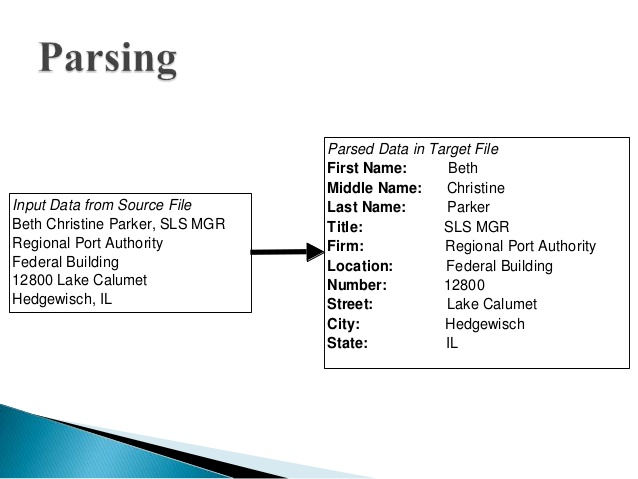 Parsing
Input Data from Source File
Beth Christine Parker, SLS MGR
Regional Port Authority
Federal Building
12800 Lake Calumet
Hedgewisch, IL
Parsed Data in Target File
First Name: Beth
Middle Name: Christine
Last Name: Parker
Title: SLS MGR
Firm: Regional Port Authority
Location: Federal Building
Number: 12800
Street: Lake Calumet
City: Hedgewisch
State: IL